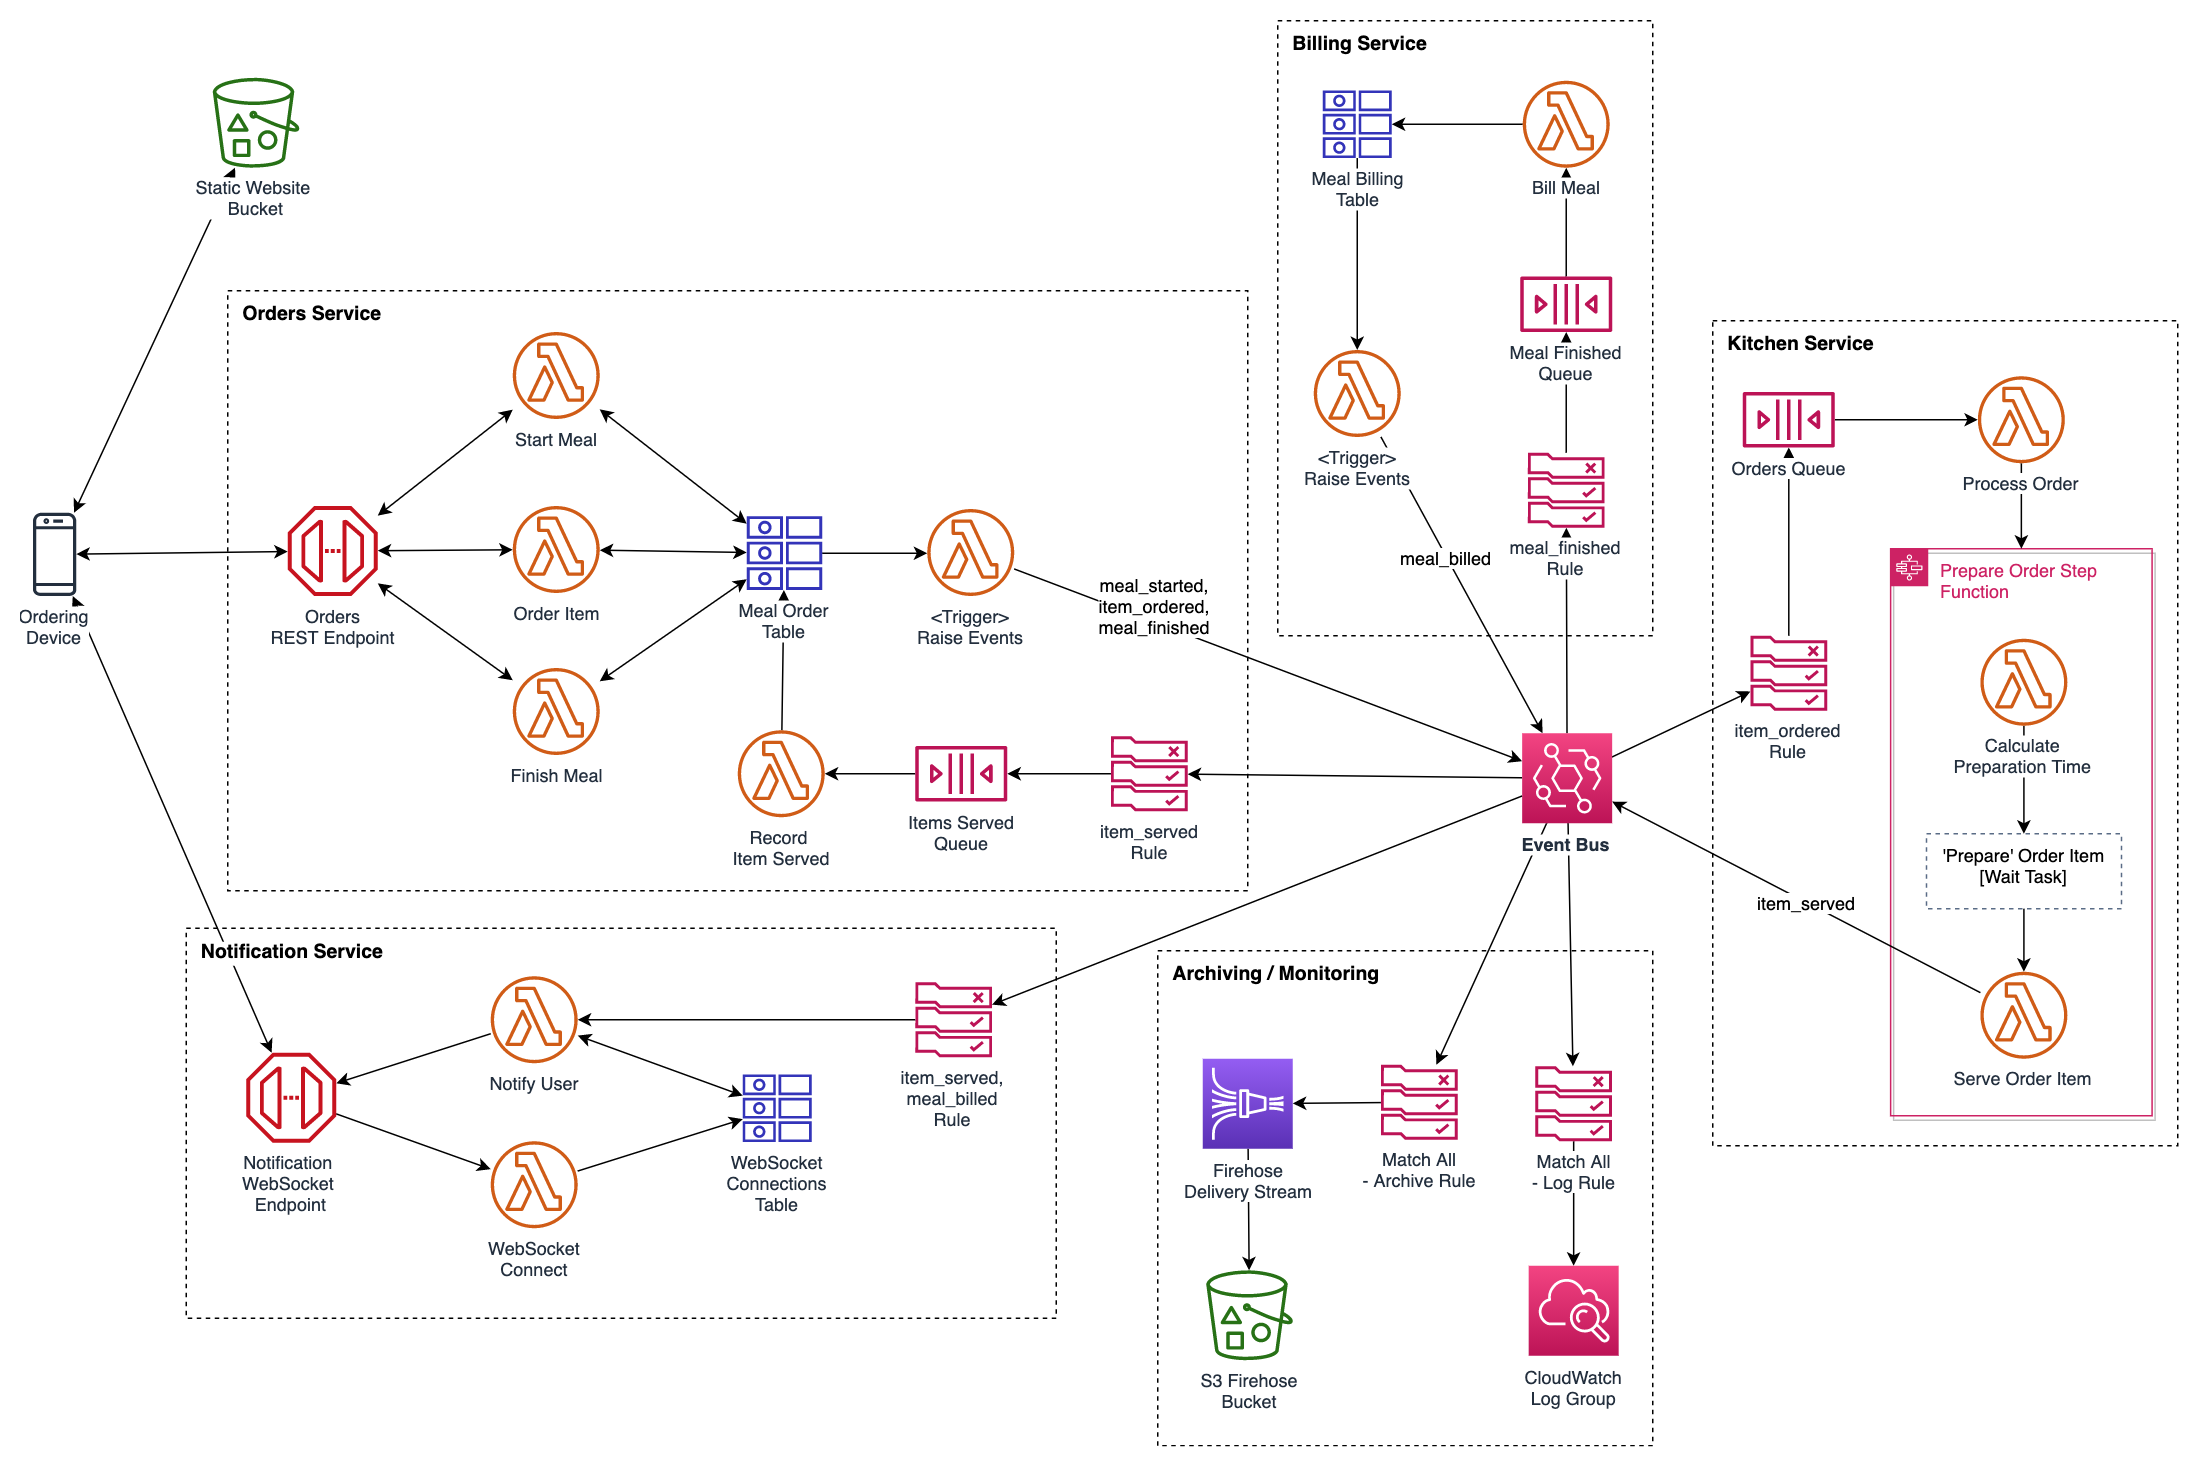 Static Website
Bucket
Ordering
Device
Orders Service
Start Meal
Orders
REST Endpoint
Order Item
Finish Meal
Meal Order
Table
<Trigger>
Raise Events
meal_started,
item_ordered,
meal_finished
Record
Item Served
Items Served
Queue
item_served
Rule
Billing Service
Meal Billing
Table
Bill Meal
Meal Finished
Queue
<Trigger>
Raise Events
meal_finished
Rule
meal_billed
Event Bus
Kitchen Service
Orders Queue
Process Order
Prepare Order Step
Function
item_ordered
Rule
Calculate
Preparation Time
'Prepare' Order Item
[Wait Task]
item_served
Serve Order Item
Notification Service
Notify User
item_served,
meal_billed
Rule
Notification
WebSocket
Endpoint
WebSocket
Connections
Table
WebSocket
Connect
Archiving / Monitoring
Firehose
Delivery Stream
Match All
- Archive Rule
Match All
- Log Rule
S3 Firehose
Bucket
CloudWatch
Log Group